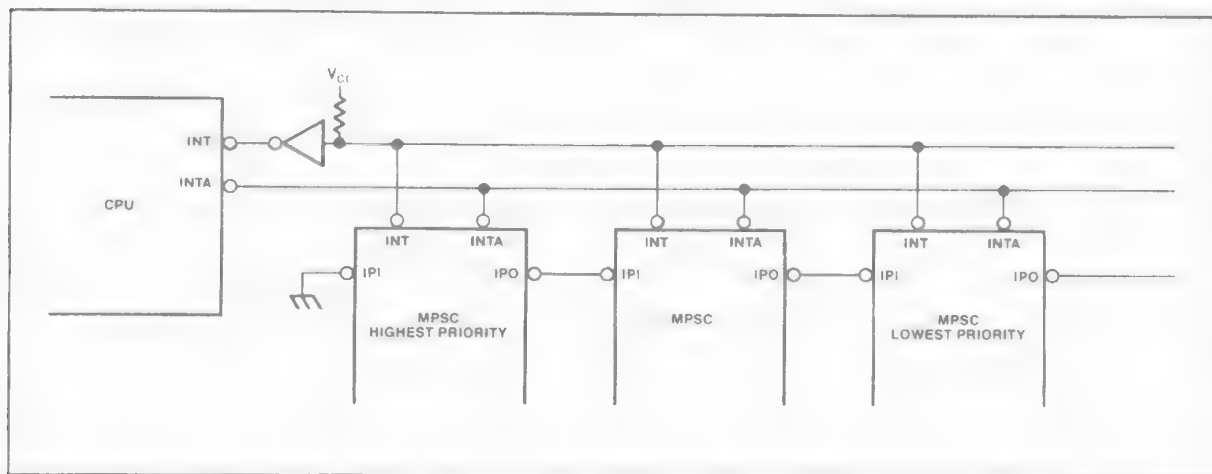 VCC
INT
INTA
CPU
INT INTA INT INTA INT INTA
IPI IPO IPI IPO IPI IPO
MPSC
HIGHEST PRIORITY
MPSC
MPSC
LOWEST PRIORITY